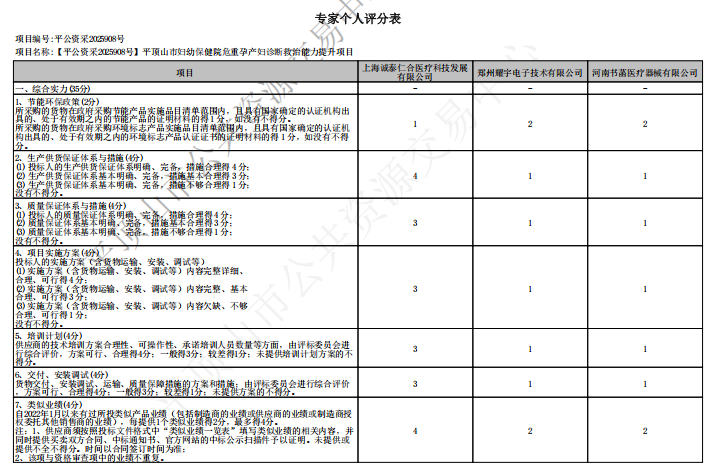 专家个人评分表
项目编号：平公资采2025908号
项目名称：【平公资采2025908号】平顶山市妇幼保健院危重孕产妇诊断救治能力提升项目
项目
上海诚泰仁合医疗科技发展
有限公司
郑州耀宇电子技术有限公司
河南书菡医疗器械有限公司
一、综合实力(35分)
-
-
-
1、节能环保政策(2分)
所采购的货物在政府采购节能产品实施品目清单范围内，且具有国家确定的认证机构出
具的、处于有效期之内的节能产品的证明材料的得 1 分，如没有不得分。
所采购的货物在政府采购环境标志产品实施品目清单范围内，且具有国家确定的认证机
构出具的、处于有效期之内的环境标志产品认证证书的证明材料的得 1 分，如没有不得
分。
1
2
2
2、生产供货保证体系与措施(4分)
(1) 投标人的生产供货保证体系明确、完备，措施合理得 4 分；
(2) 生产供货保证体系基本明确、完备，措施基本合理得 3 分；
(3) 生产供货保证体系基本明确、完备，措施不够合理得 1 分；
没有不得分。
4
1
1
3、质量保证体系与措施(4分)
(1) 投标人的质量保证体系明确、完备，措施合理得 4 分；
(2) 质量保证体系基本明确、完备，措施基本合理得 3 分；
(3) 质量保证体系基本明确、完备，措施不够合理得 1 分；
没有不得分。
3
1
1
4、项目实施方案(4分)
投标人的实施方案（含货物运输、安装、调试等）
(1) 实施方案（含货物运输、安装、调试等）内容完整详细、
合理、可行得 4 分；
(2) 实施方案（含货物运输、安装、调试等）内容完整、基本
合理、可行得 3 分；
(3) 实施方案（含货物运输、安装、调试等）内容欠缺、不够
合理、可行得 1 分；
没有不得分。
3
1
1
5、培训计划(4分)
供应商的技术培训方案合理性、可操作性、承诺培训人员数量等方面，由评标委员会进
行综合评价，方案可行、合理得4分；一般得3分；较差得1分；未提供培训计划方案的不
得分。
3
1
1
6、交付、安装调试(4分)
货物交付、安装调试、运输、质量保障措施的方案和措施；由评标委员会进行综合评价
，方案可行、合理得4分；一般得3分；较差得1分；未提供方案的不得分。
3
1
1
7、类似业绩(4分)
自2022年1月以来有过所投类似产品业绩（包括制造商的业绩或供应商的业绩或制造商授
权委托其他销售商的业绩），每提供1个类似业绩得2分，最多得4分。
注：1、供应商须按照投标文件格式中“类似业绩一览表”填写类似业绩的相关内容，并
同时提供买卖双方合同、中标通知书、官方网站的中标公示扫描件予以证明。未提供或
提供不全不得分。时间以合同签订时间为准；
2、该项与资格审查项中的业绩不重复。
4
2
2
平顶山市公共资源交易中心